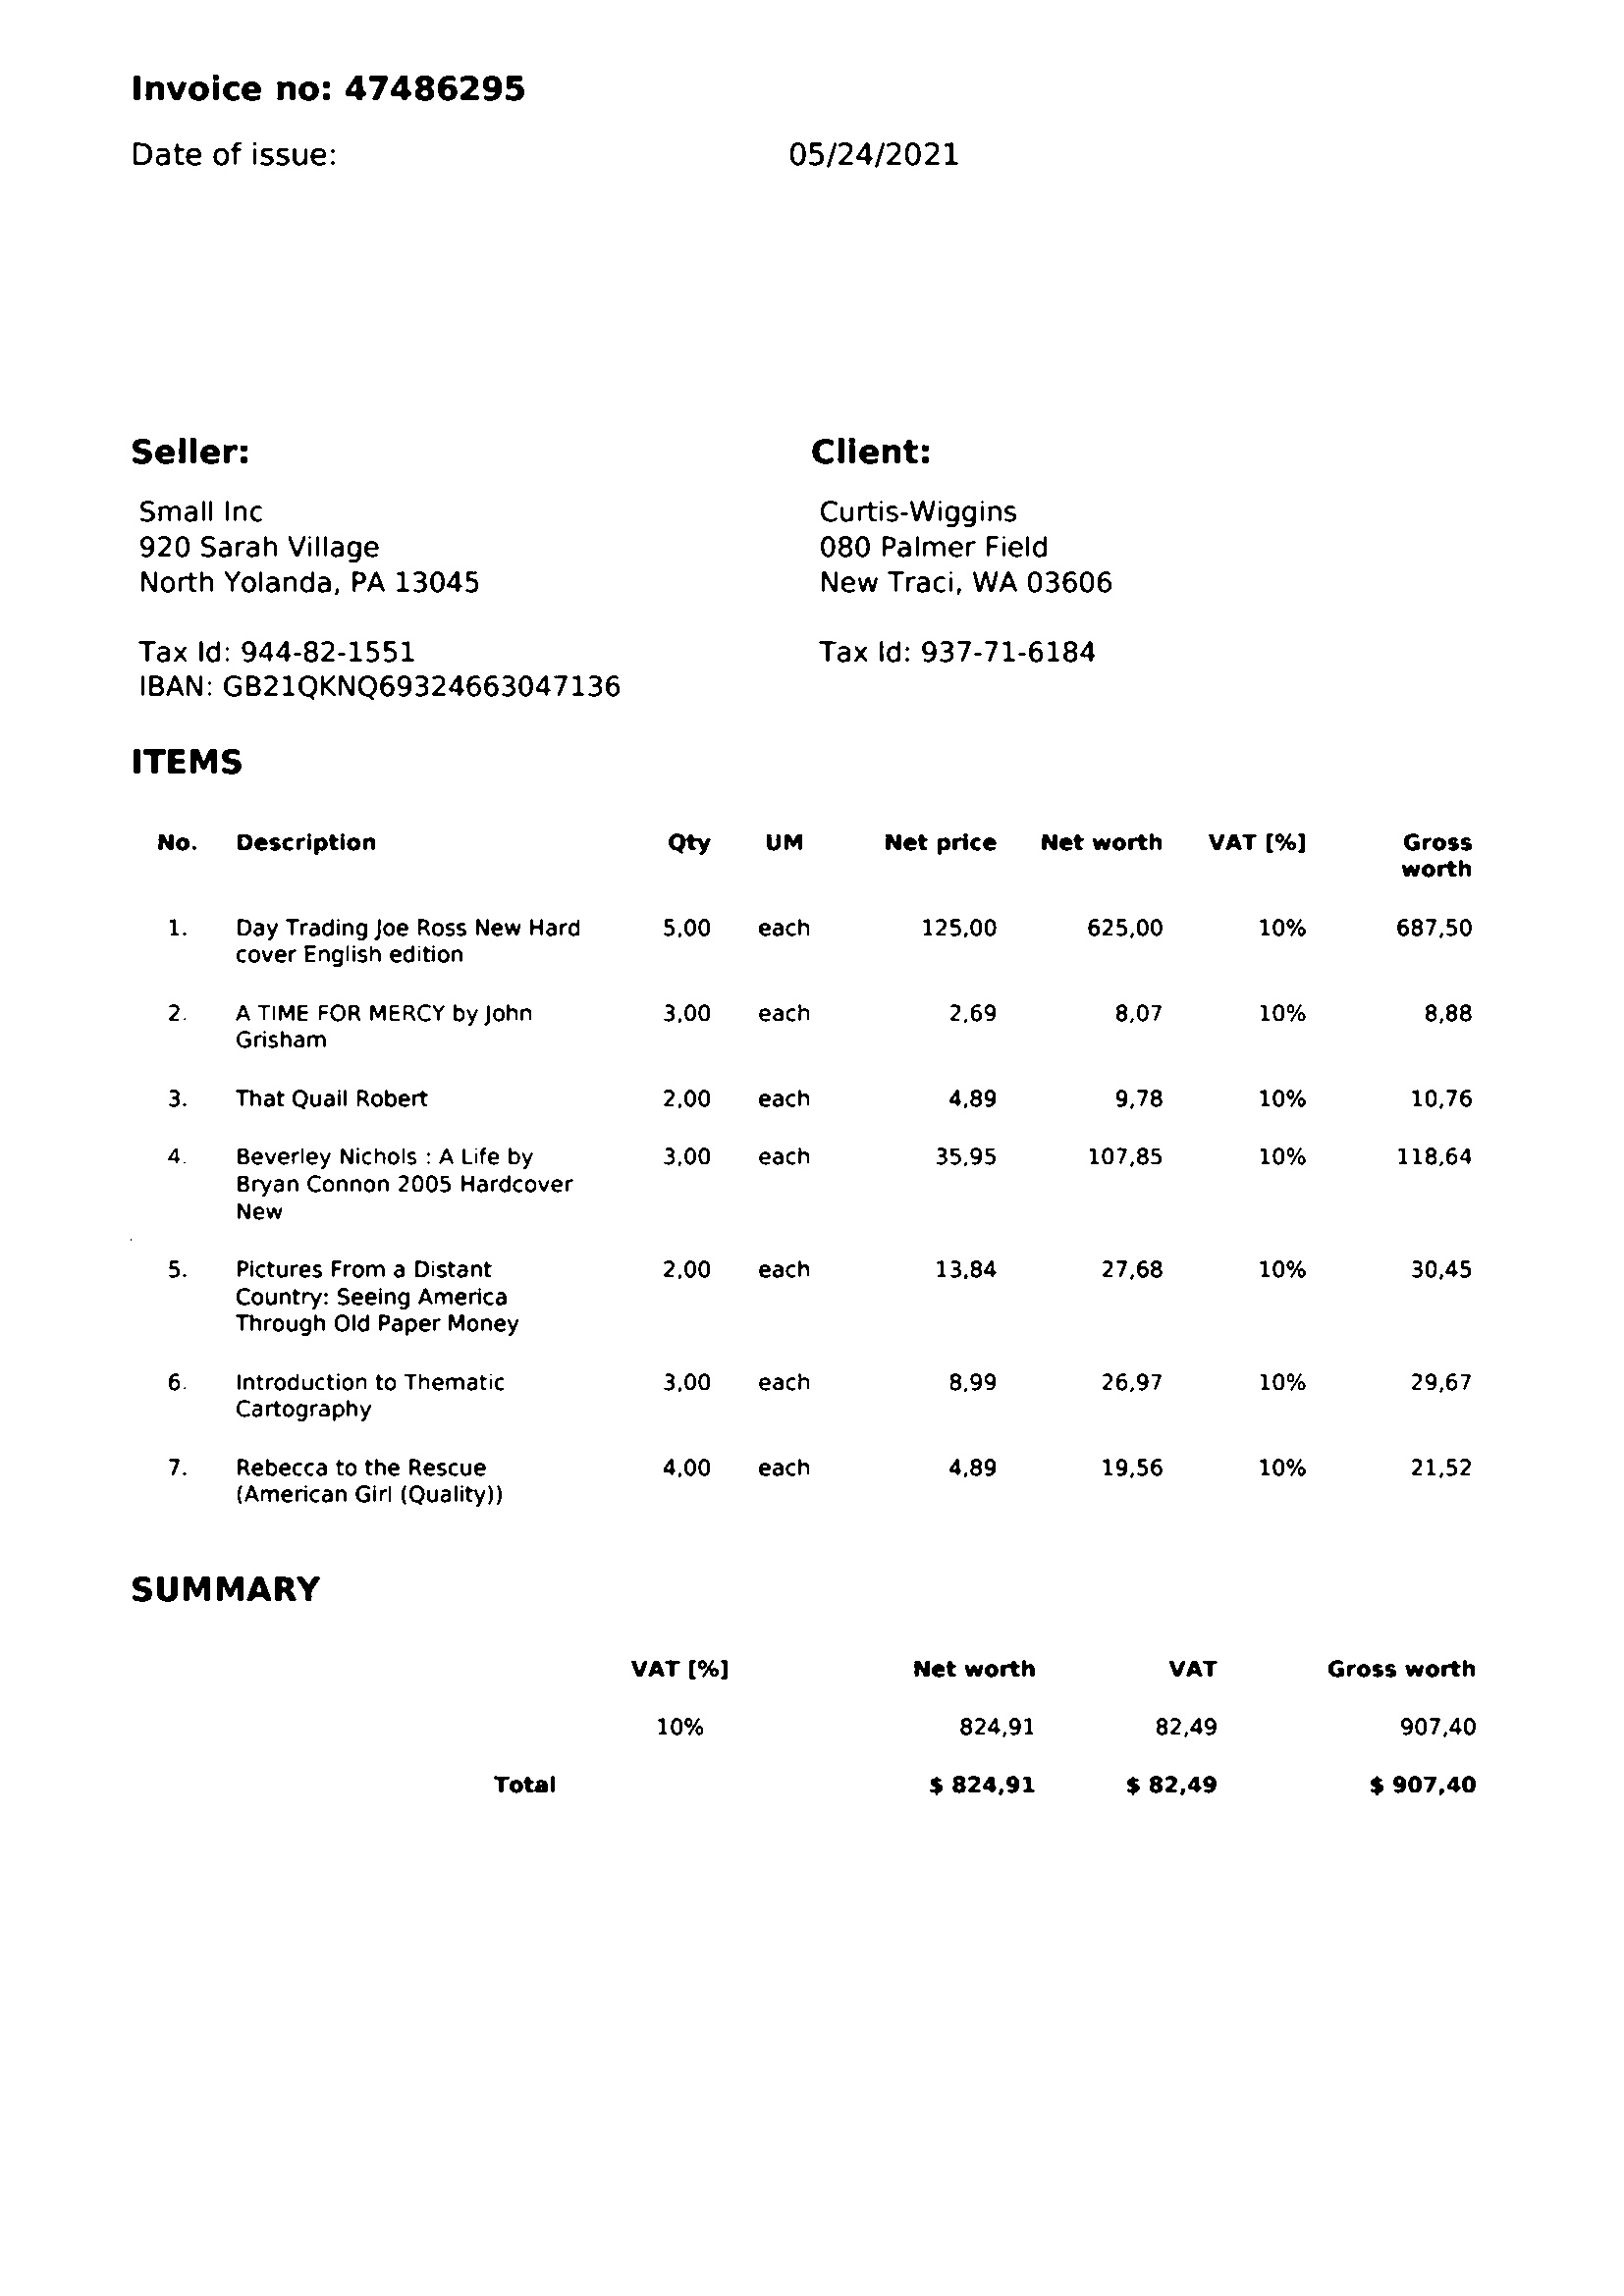 Invoice no: 47486295
Date of issue: 05/24/2021
Seller:
Small Inc
920 Sarah Village
North Yolanda, PA 13045
Tax Id: 944-82-1551
IBAN: GB21QKNQ69324663047136
Client:
Curtis-Wiggins
080 Palmer Field
New Traci, WA 03606
Tax Id: 937-71-6184
ITEMS
No. Description Qty UM Net price Net worth VAT [%] Gross
worth
1. Day Trading Joe Ross New Hard 5,00 each 125,00 625,00 10% 687,50
cover English edition
2. A TIME FOR MERCY by John 3,00 each 2,69 8,07 10% 8,88
Grisham
3. That Quail Robert 2,00 each 4,89 9,78 10% 10,76
4. Beverley Nichols : A Life by 3,00 each 35,95 107,85 10% 118,64
Bryan Connon 2005 Hardcover
New
5. Pictures From a Distant 2,00 each 13,84 27,68 10% 30,45
Country: Seeing America
Through Old Paper Money
6. Introduction to Thematic 3,00 each 8,99 26,97 10% 29,67
Cartography
7. Rebecca to the Rescue 4,00 each 4,89 19,56 10% 21,52
(American Girl (Quality))
SUMMARY
VAT [%] Net worth VAT Gross worth
10% 824,91 82,49 907,40
Total $ 824,91 $ 82,49 $ 907,40